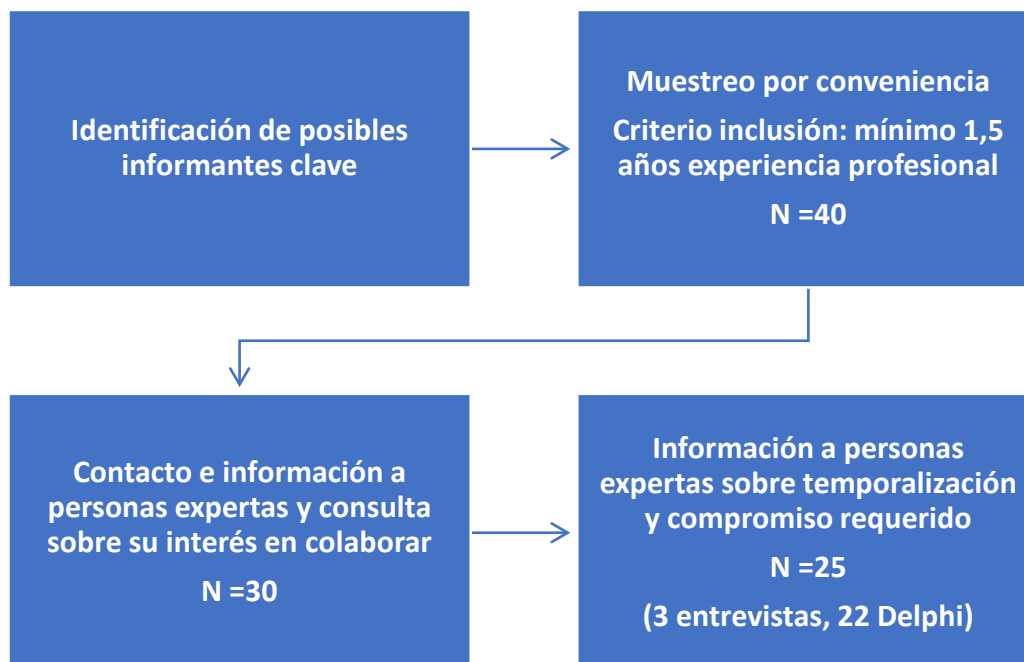 Identificación de posibles
informantes clave
Muestreo por conveniencia
Criterio inclusión: mínimo 1,5
años experiencia profesional
N =40
Contacto e información a
personas expertas y consulta
sobre su interés en colaborar
N =30
Información a personas
expertas sobre temporalización
y compromiso requerido
N =25
(3 entrevistas, 22 Delphi)